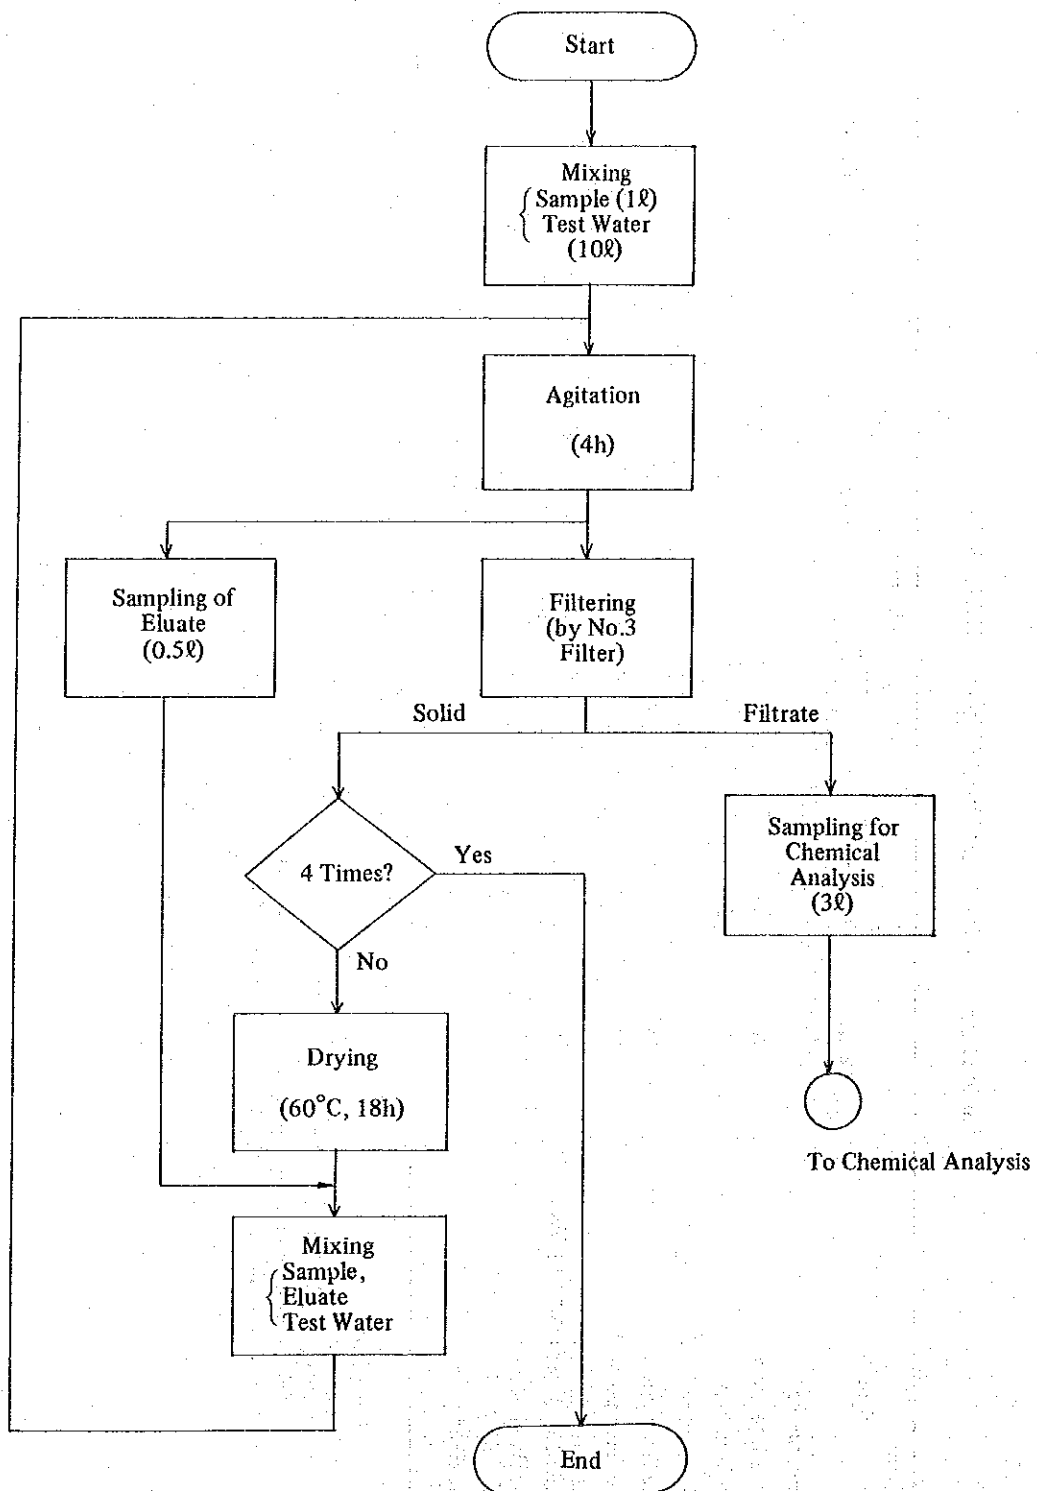 Start
Mixing
Sample (1ℓ)
Test Water
(10ℓ)
Agitation
(4h)
Sampling of
Eluate
(0.5ℓ)
Filtering
(by No.3
Filter)
Solid
Filtrate
4 Times?
Yes
No
Sampling for
Chemical
Analysis
(3ℓ)
Drying
(60°C, 18h)
To Chemical Analysis
Mixing
Sample,
Eluate
Test Water
End